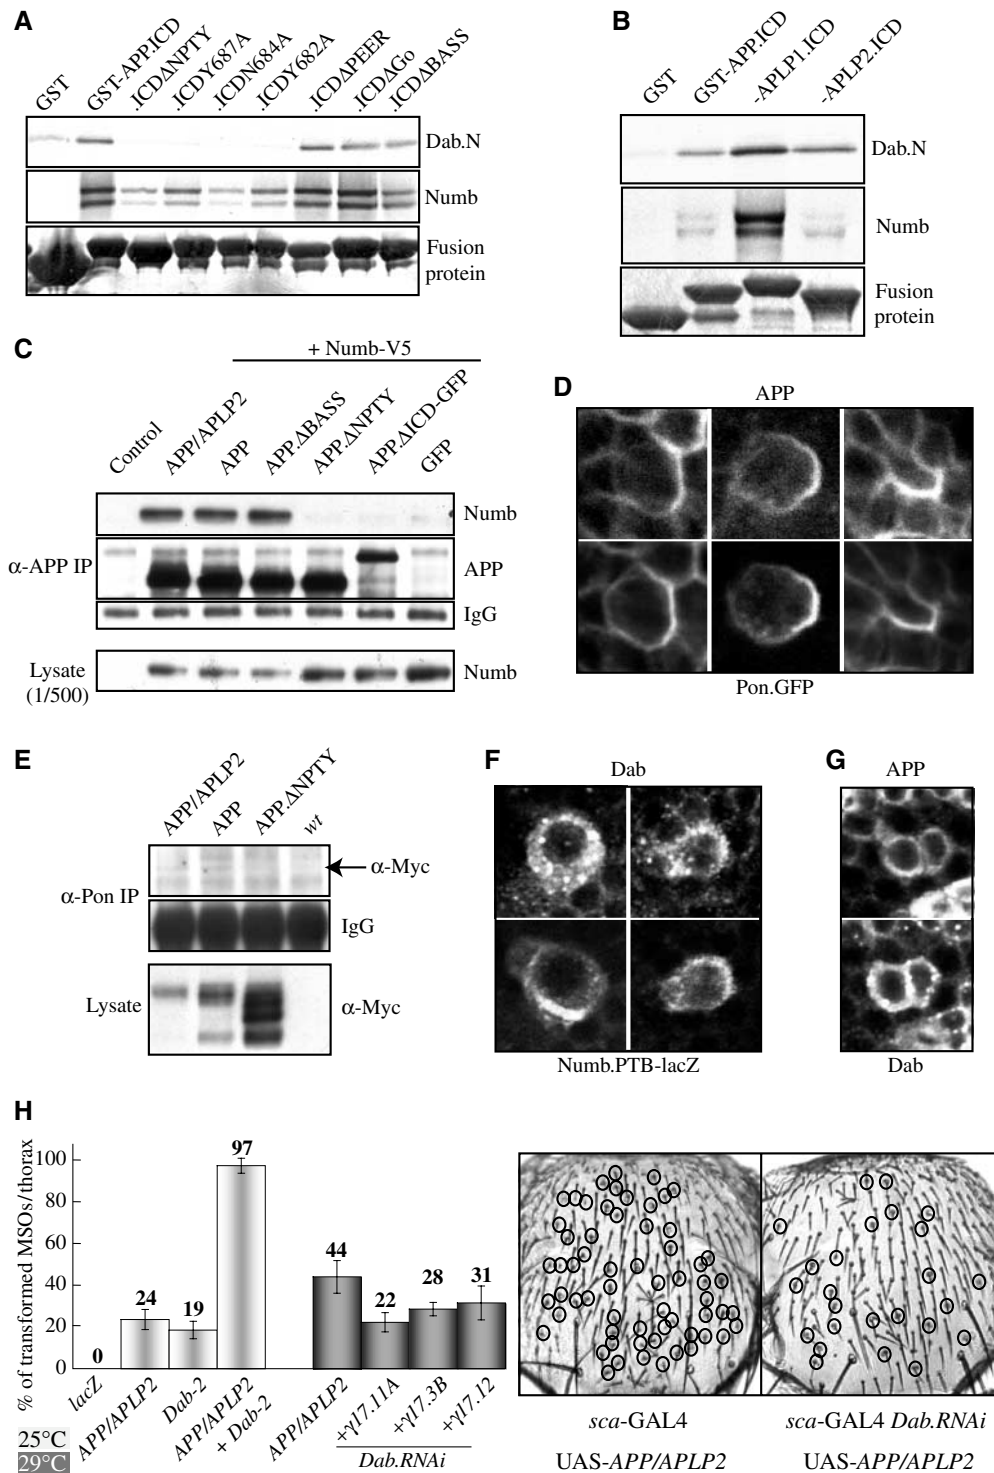 A
GST
GST-APP.ICD
.ICDΔNPTY
.ICDY687A
.ICDN684A
.ICDY682A
.ICDΔPEER
.ICDΔGo
.ICDΔBASS
Dab.N
Numb
Fusion
protein
B
GST
GST-APP.ICD
-APLP1.ICD
-APLP2.ICD
Dab.N
Numb
Fusion
protein
C
+ Numb-V5
Control
APP/APLP2
APP
APP.ΔBASS
APP.ΔNPTY
APP.ΔICD-GFP
GFP
Numb
α-APP IP
APP
IgG
Lysate
(1/500)
Numb
D
APP
Pon.GFP
E
APP/APLP2
APP
APP.ΔNPTY
wt
α-Myc
α-Pon IP
IgG
Lysate
α-Myc
F
Dab
Numb.PTB-lacZ
G
APP
Dab
H
% of transformed MSOs/thorax
100
80
60
40
20
0
0
24
19
97
44
22
28
31
lacZ
APP/APLP2
Dab-2
APP/APLP2
+ Dab-2
APP/APLP2
+γ17.11A
+γ17.3B
+γ17.12
Dab.RNAi
25°C
29°C
sca-GAL4
UAS-APP/APLP2
sca-GAL4 Dab.RNAi
UAS-APP/APLP2